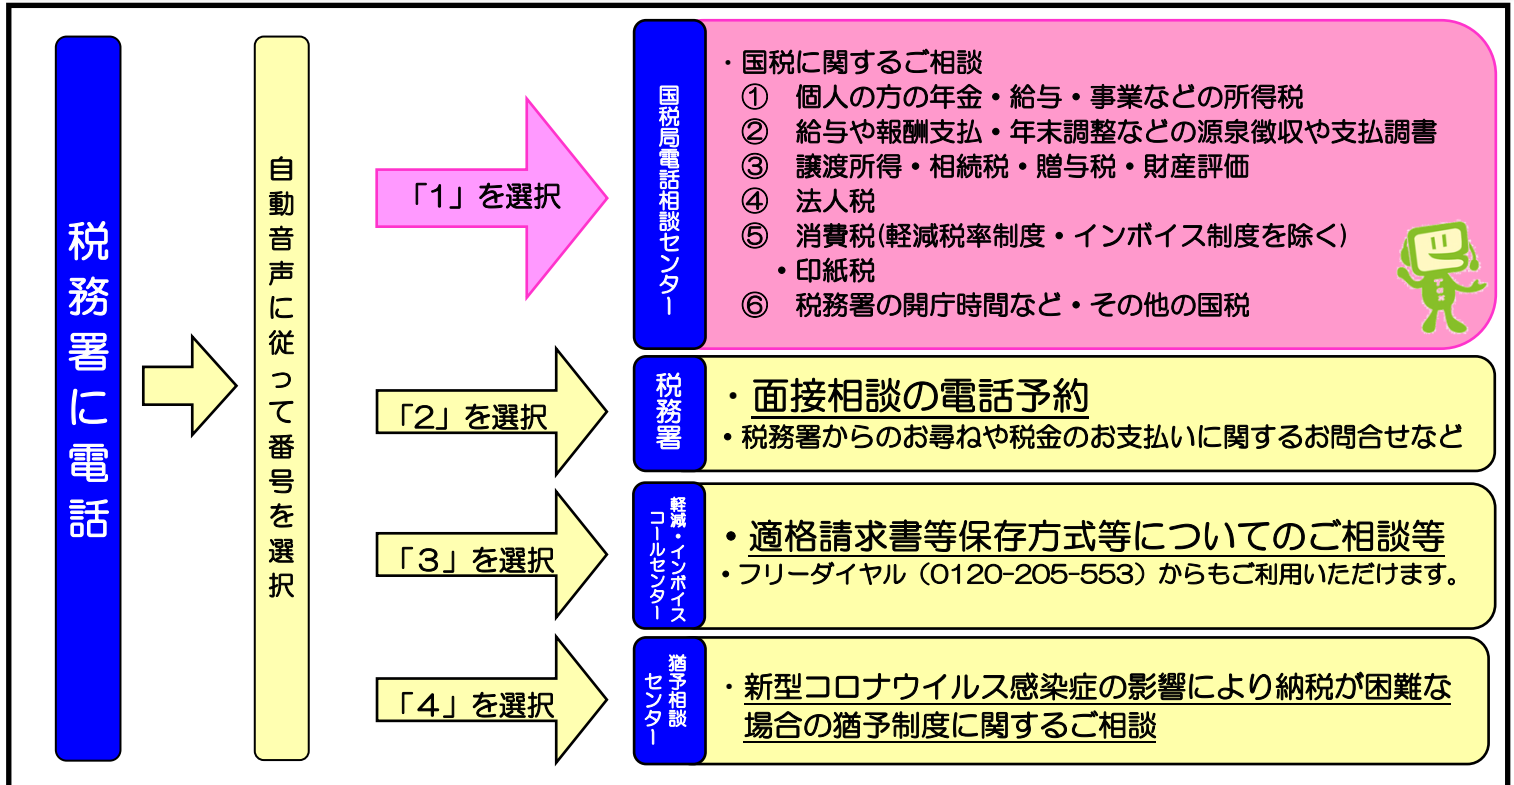 税務署に電話
自動音声に従って番号を選択
「1」を選択
国税局電話相談センター
・国税に関するご相談
① 個人の方の年金・給与・事業などの所得税
② 給与や報酬支払・年末調整などの源泉徴収や支払調書
③ 譲渡所得・相続税・贈与税・財産評価
④ 法人税
⑤ 消費税(軽減税率制度・インボイス制度を除く)
・印紙税
⑥ 税務署の開庁時間など・その他の国税
「2」を選択
税務署
・面接相談の電話予約
・税務署からのお尋ねや税金のお支払いに関するお問合せなど
「3」を選択
軽減・インボイス
コールセンター
・適格請求書等保存方式等についてのご相談等
・フリーダイヤル（0120-205-553）からもご利用いただけます。
「4」を選択
猶予相談
センター
・新型コロナウイルス感染症の影響により納税が困難な
場合の猶予制度に関するご相談